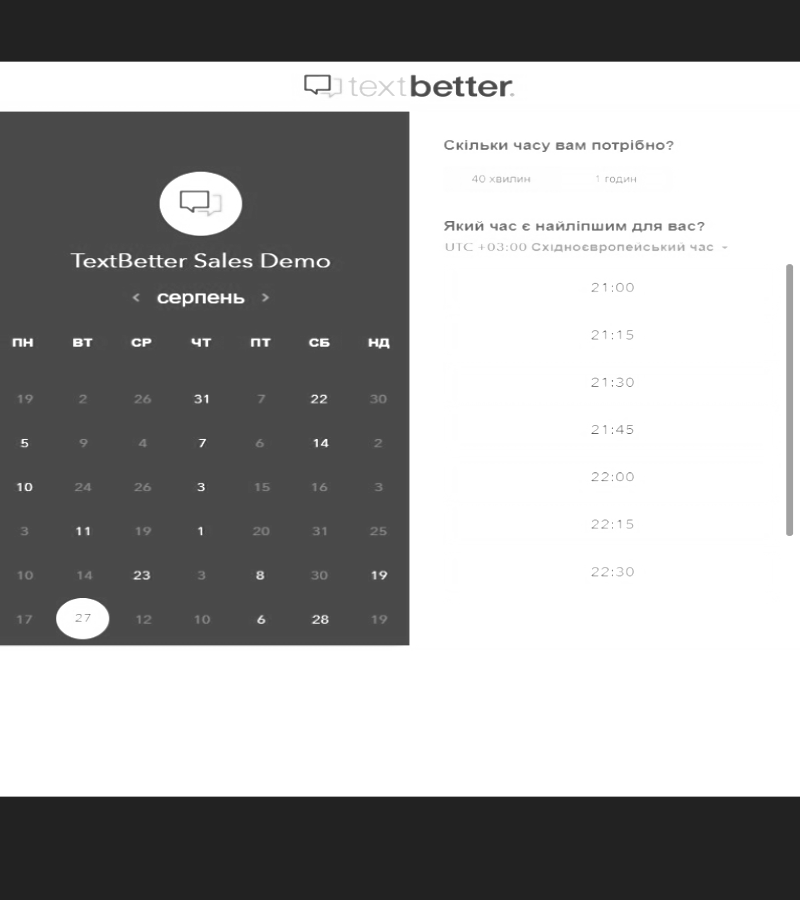 textbetter.
TextBetter Sales Demo
‹ серпень ›
ПН ВТ СР ЧТ ПТ СБ НД
19 2 26 31 7 22 30
5 9 4 7 6 14 2
10 24 26 3 15 16 3
3 11 19 1 20 31 25
10 14 23 3 8 30 19
17 27 12 10 6 28 19
Скільки часу вам потрібно?
40 хвилин 1 годин
Який час є найліпшим для вас?
UTC +03:00 Східноєвропейський час
21:00
21:15
21:30
21:45
22:00
22:15
22:30